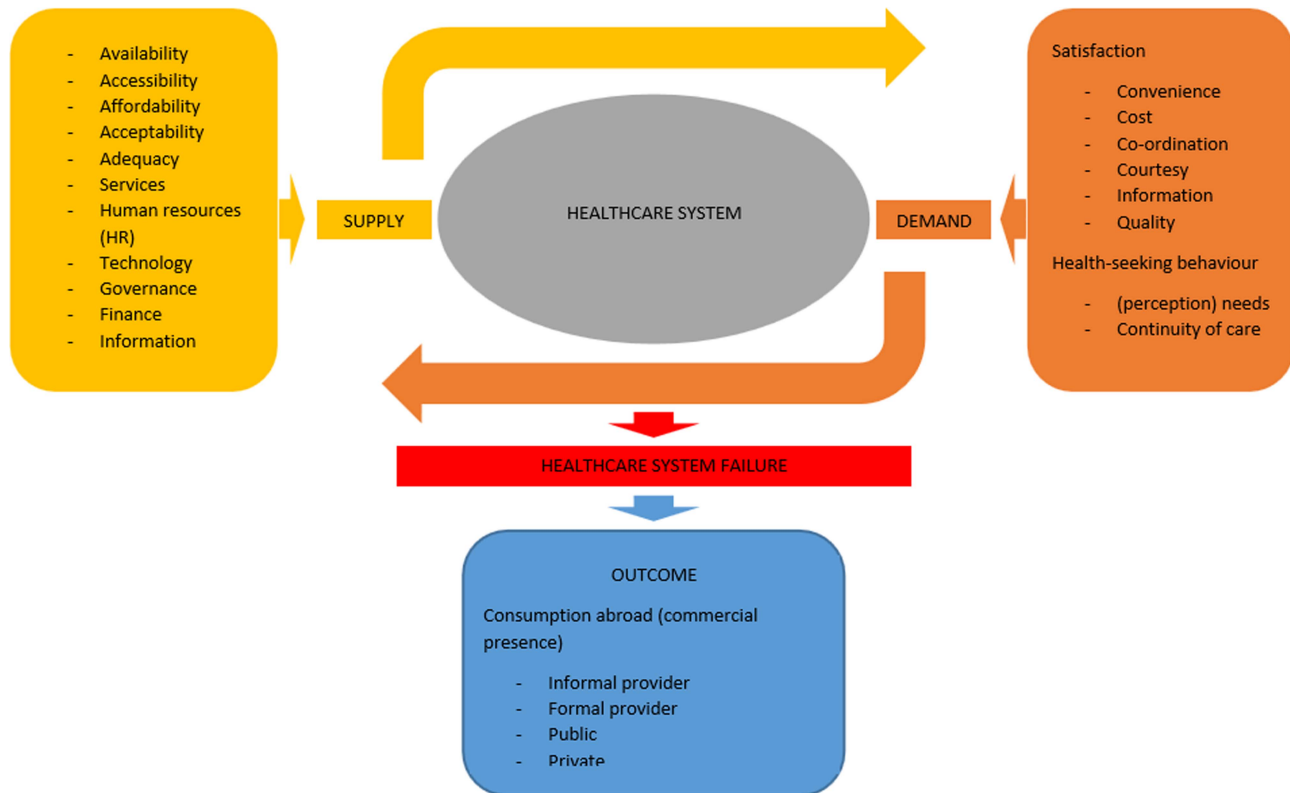 - Availability
- Accessibility
- Affordability
- Acceptability
- Adequacy
- Services
- Human resources
(HR)
- Technology
- Governance
- Finance
- Information
SUPPLY
HEALTHCARE SYSTEM
DEMAND
Satisfaction
- Convenience
- Cost
- Co-ordination
- Courtesy
- Information
- Quality
Health-seeking behaviour
- (perception) needs
- Continuity of care
HEALTHCARE SYSTEM FAILURE
OUTCOME
Consumption abroad (commercial
presence)
- Informal provider
- Formal provider
- Public
- Private